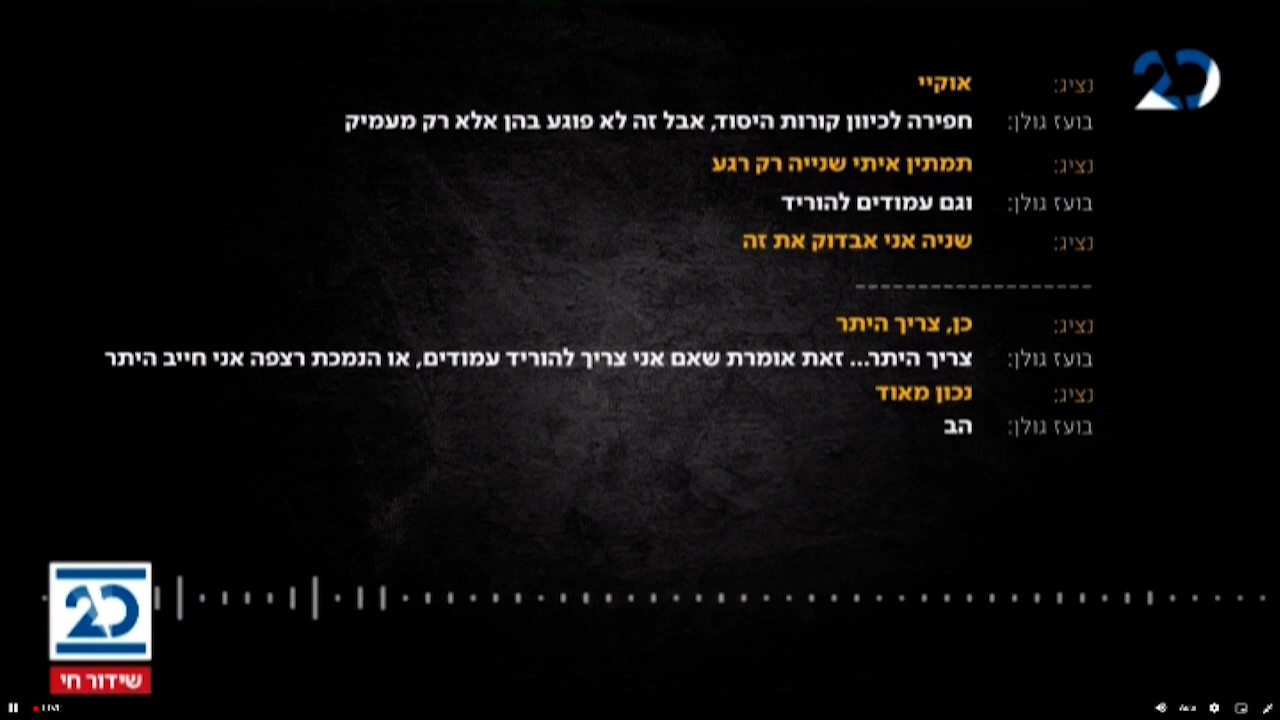 20
נציג: אוקיי
בועז גולן: חפירה לכיוון קורות היסוד, אבל זה לא פוגע בהן אלא רק מעמיק
נציג: תמתין איתי שנייה רק רגע
בועז גולן: וגם עמודים להוריד
נציג: שניה אני אבדוק את זה
-------------------
נציג: כן, צריך היתר
בועז גולן: צריך היתר... זאת אומרת שאם אני צריך להוריד עמודים, או הנמכת רצפה אני חייב היתר
נציג: נכון מאוד
בועז גולן: הב
20
שידור חי
LIVE
Auto